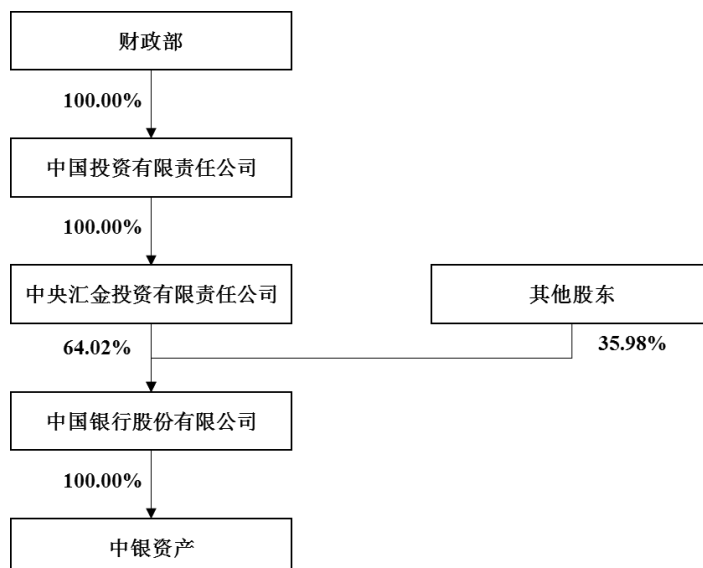 财政部
100.00%
中国投资有限责任公司
100.00%
中央汇金投资有限责任公司
其他股东
64.02%
35.98%
中国银行股份有限公司
100.00%
中银资产